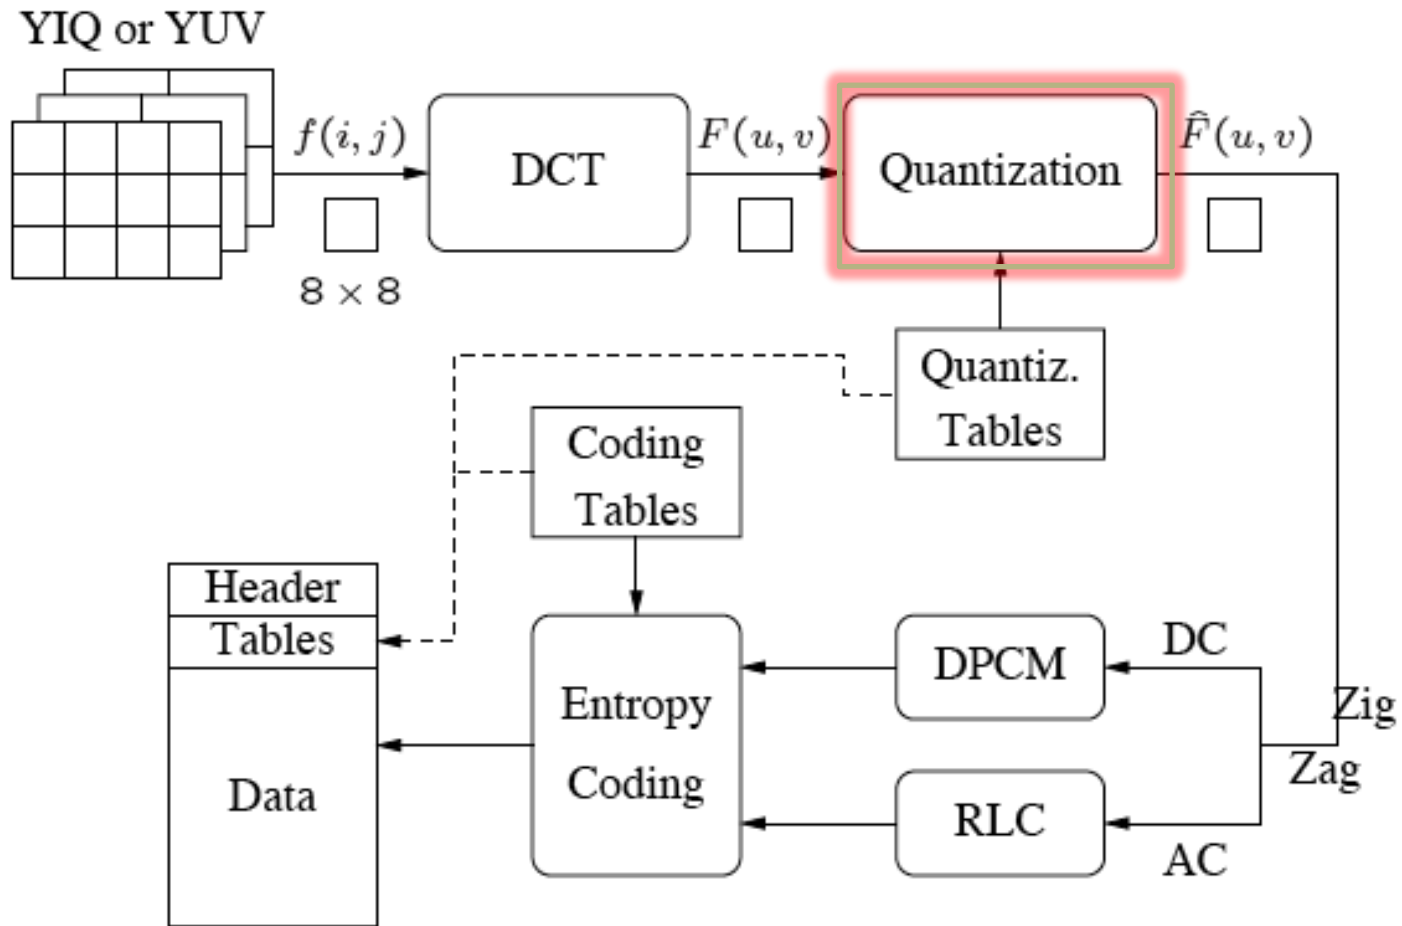 YIQ or YUV
f(i, j)
8 × 8
DCT
F(u, v)
Quantization
F̂(u, v)
Quantiz.
Tables
Coding
Tables
Header
Tables
Data
Entropy
Coding
DPCM
DC
RLC
AC
Zig
Zag